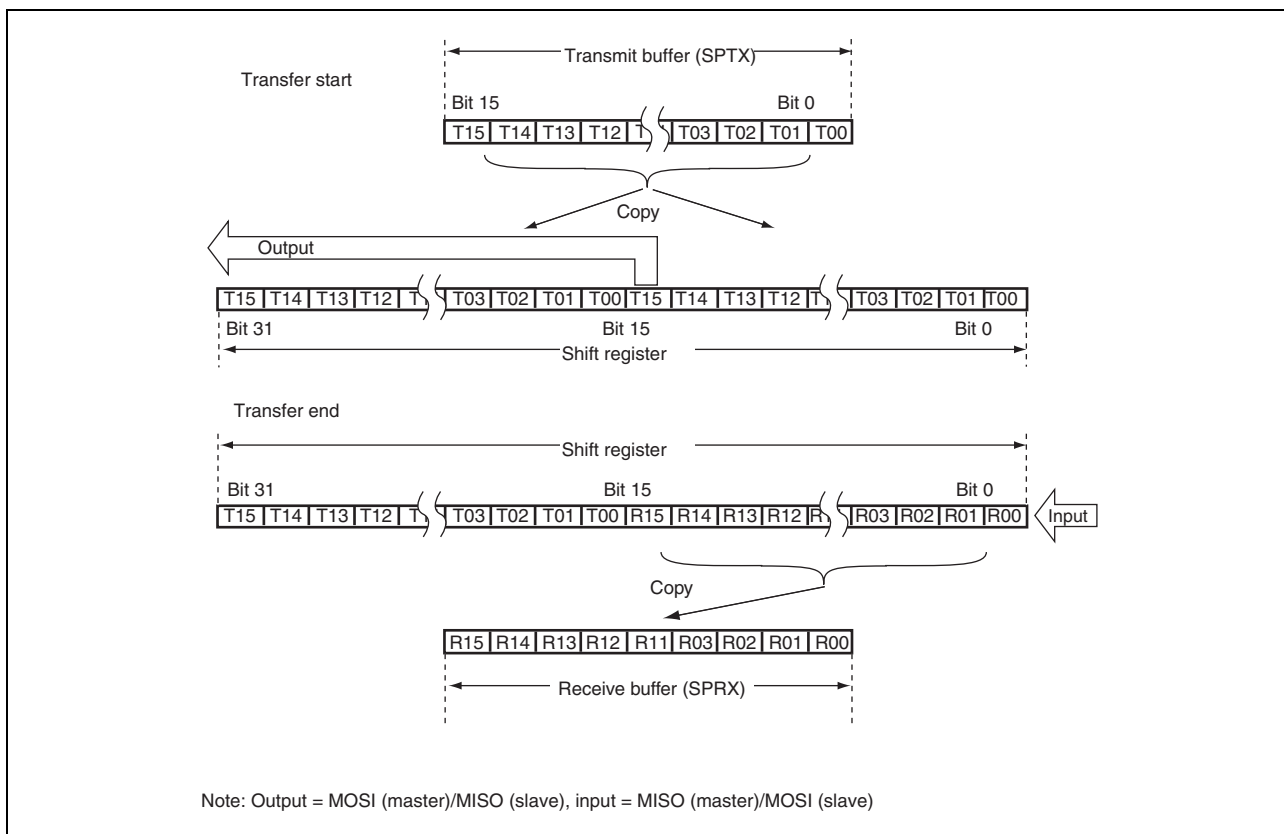 Transmit buffer (SPTX)
Transfer start
Bit 15 Bit 0
T15 T14 T13 T12 T03 T02 T01 T00
Copy
Output
T15 T14 T13 T12 T03 T02 T01 T00 T15 T14 T13 T12 T03 T02 T01 T00
Bit 31 Bit 15 Bit 0
Shift register
Transfer end
Shift register
Bit 31 Bit 15 Bit 0
T15 T14 T13 T12 T03 T02 T01 T00 R15 R14 R13 R12 R03 R02 R01 R00
Input
Copy
R15 R14 R13 R12 R11 R03 R02 R01 R00
Receive buffer (SPRX)
Note: Output = MOSI (master)/MISO (slave), input = MISO (master)/MOSI (slave)